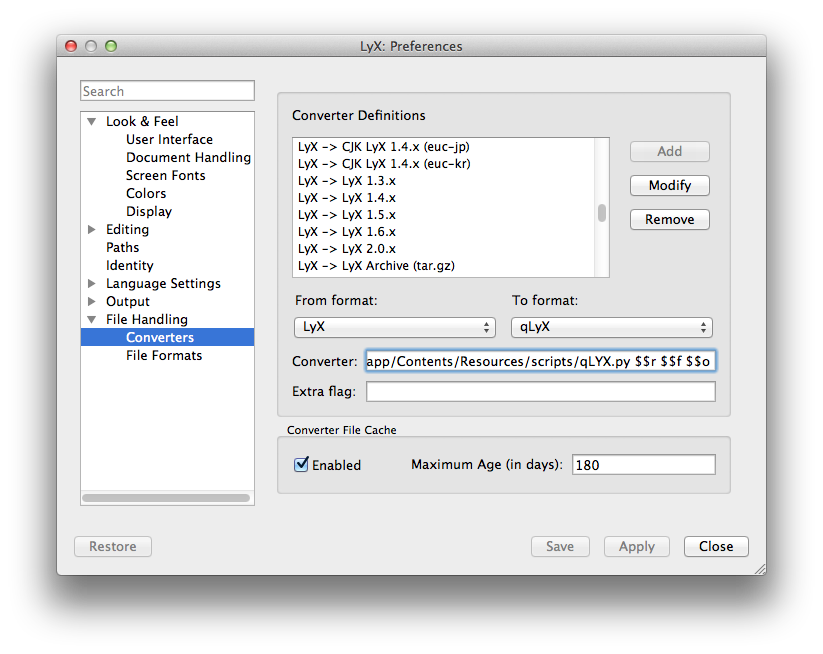 LyX: Preferences
Search
Look & Feel
User Interface
Document Handling
Screen Fonts
Colors
Display
Editing
Paths
Identity
Language Settings
Output
File Handling
Converters
File Formats
Converter Definitions
LyX -> CJK LyX 1.4.x (euc-jp)
LyX -> CJK LyX 1.4.x (euc-kr)
LyX -> LyX 1.3.x
LyX -> LyX 1.4.x
LyX -> LyX 1.5.x
LyX -> LyX 1.6.x
LyX -> LyX 2.0.x
LyX -> LyX Archive (tar.gz)
Add
Modify
Remove
From format: To format:
LyX qLyX
Converter: app/Contents/Resources/scripts/qLYX.py $$r $$f $$o
Extra flag:
Converter File Cache
Enabled Maximum Age (in days): 180
Restore Save Apply Close